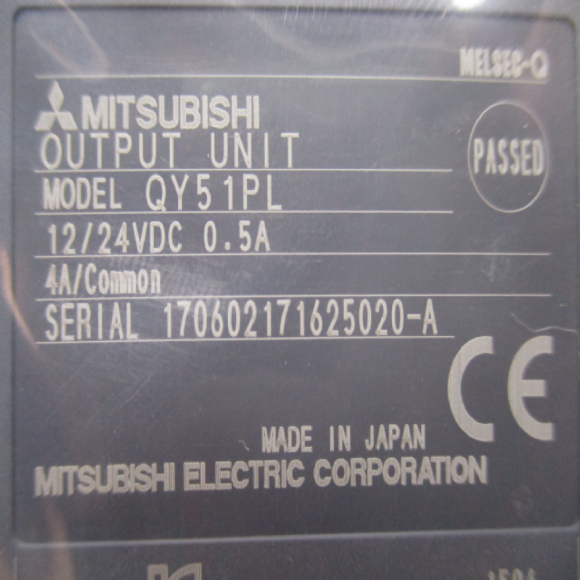 MELSEC-Q
MITSUBISHI
OUTPUT UNIT
PASSED
MODEL QY51PL
12/24VDC 0.5A
4A/Common
SERIAL 170602171625020-A
CE
MADE IN JAPAN
MITSUBISHI ELECTRIC CORPORATION